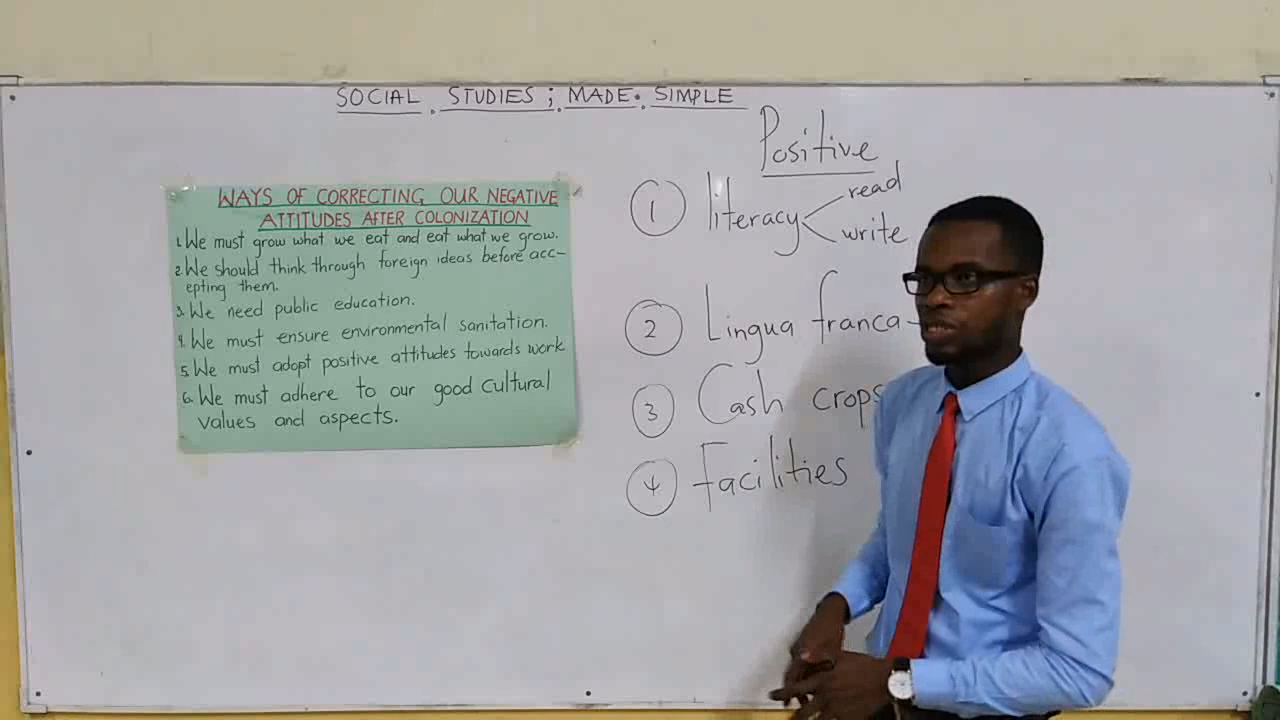 SOCIAL STUDIES ; MADE SIMPLE
WAYS OF CORRECTING OUR NEGATIVE
ATTITUDES AFTER COLONIZATION
1. We must grow what we eat and eat what we grow.
2. We should think through foreign ideas before acc-
epting them.
3. We need public education.
4. We must ensure environmental sanitation.
5. We must adopt positive attitudes towards work
6. We must adhere to our good cultural
values and aspects.
Positive
1 literacy read
write
2 Lingua franca
3 Cash crops
4 Facilities